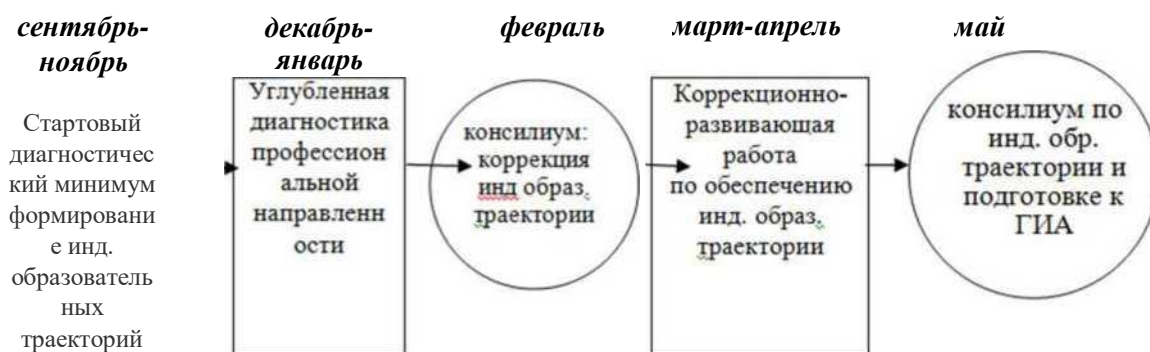 сентябрь-
ноябрь
декабрь-
январь
февраль
март-апрель
май
Стартовый
диагностичес
кий минимум
формировани
е инд.
образователь
ных
траекторий
Углубленная
диагностика
профессион
альной
направленн
ости
консилиум:
коррекция
инд образ.
траектории
Коррекционно-
развивающая
работа
по обеспечению
инд. образ.
траектории
консилиум по
инд. обр.
траектории и
подготовке к
ГИА